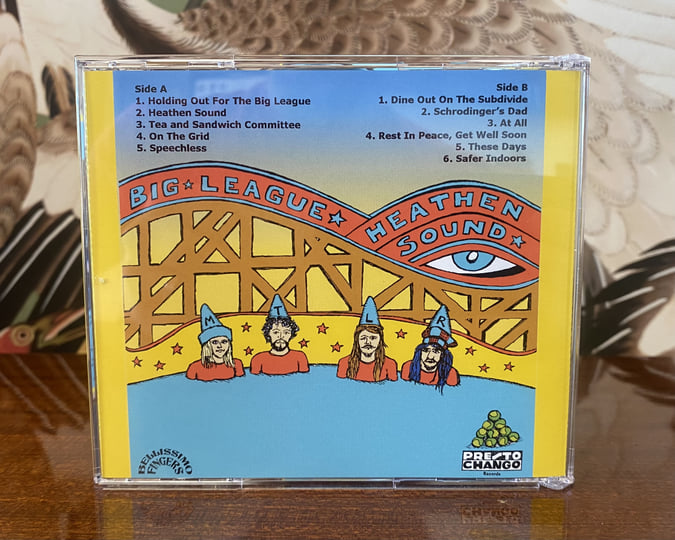 Side A
1. Holding Out For The Big League
2. Heathen Sound
3. Tea and Sandwich Committee
4. On The Grid
5. Speechless
Side B
1. Dine Out On The Subdivide
2. Schrodinger's Dad
3. At All
4. Rest In Peace, Get Well Soon
5. These Days
6. Safer Indoors
BIG★LEAGUE★
HEATHEN
SOUND★
M T L R
BELLISSIMO
FINGERS
PRESTO
CHANGO
Records